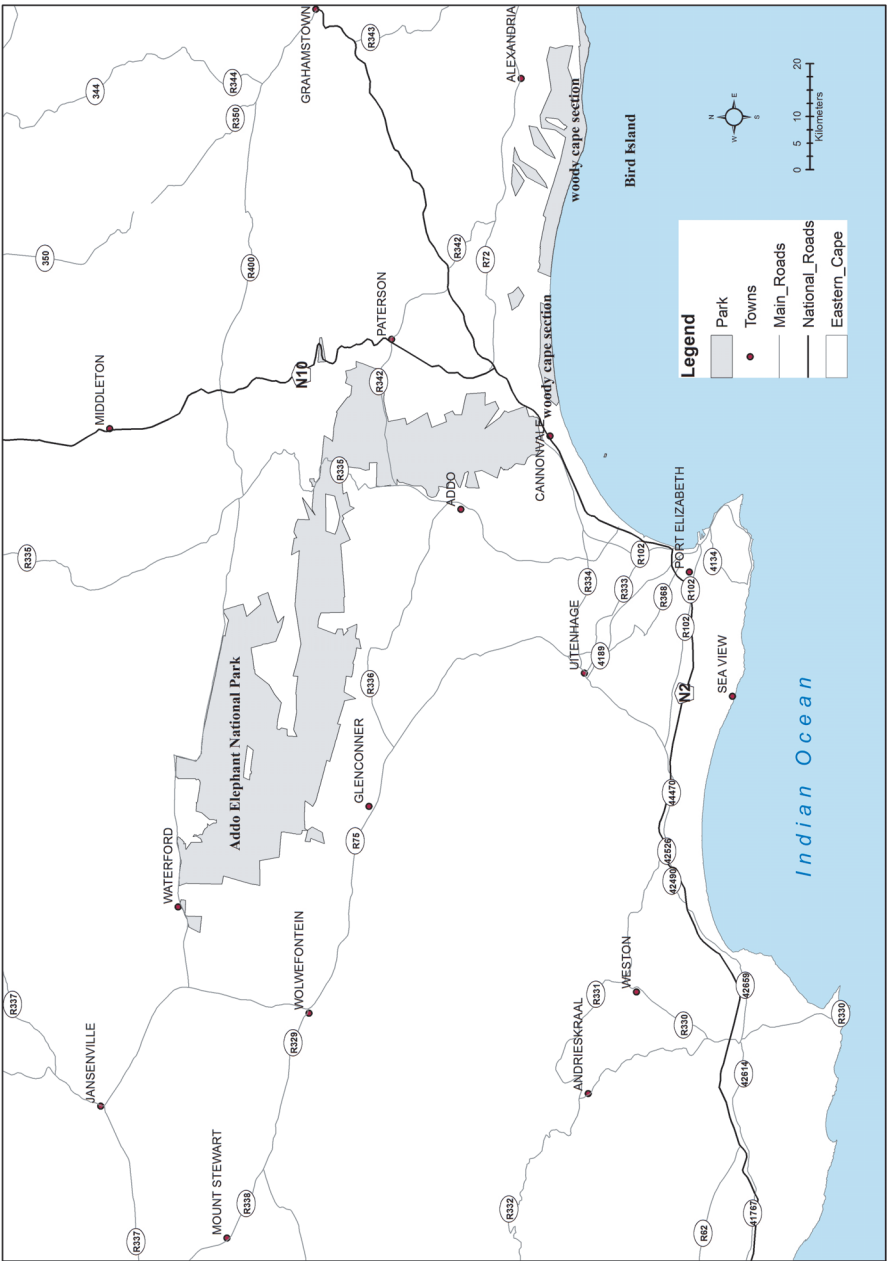 JANSENVILLE
R337
WATERFORD
R335
MIDDLETON
350
344
R344
R350
GRAHAMSTOWN
R343
R337
MOUNT STEWART
R338
R329
WOLWEFONTEIN
Addo Elephant National Park
R400
N10
R75
GLENCONNER
R336
R335
R342
PATERSON
R342
ALEXANDRIA
ADDO
R72
R332
ANDRIESKRAAL
R331
WESTON
R330
UITENHAGE
4189
R334
R333
R368
R102
CANNONVALE
woody cape section
woody cape section
Bird Island
R62
41767
42614
42659
42490
42526
44470
N2
R102
R102
PORT ELIZABETH
4134
SEA VIEW
R330
Indian Ocean
Legend
Park
Towns
Main_Roads
National_Roads
Eastern_Cape
N
E
S
W
0 5 10 20
Kilometers